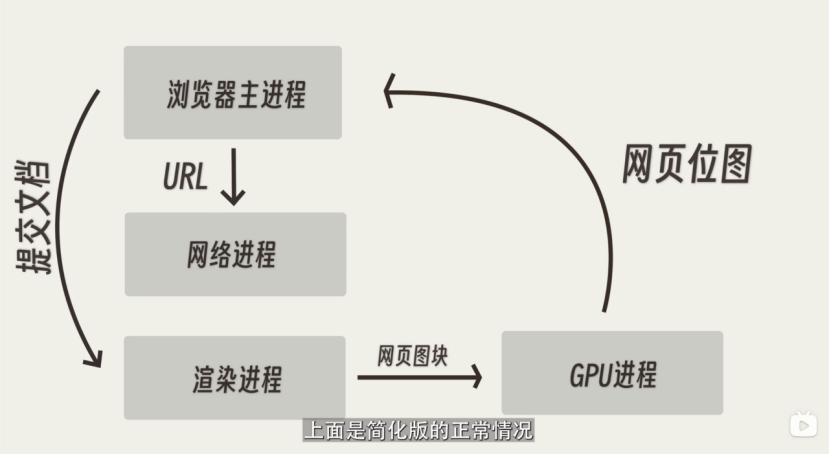 浏览器主进程
URL
提交文档
网络进程
网页位图
渲染进程
网页图块
GPU进程
上面是简化版的正常情况